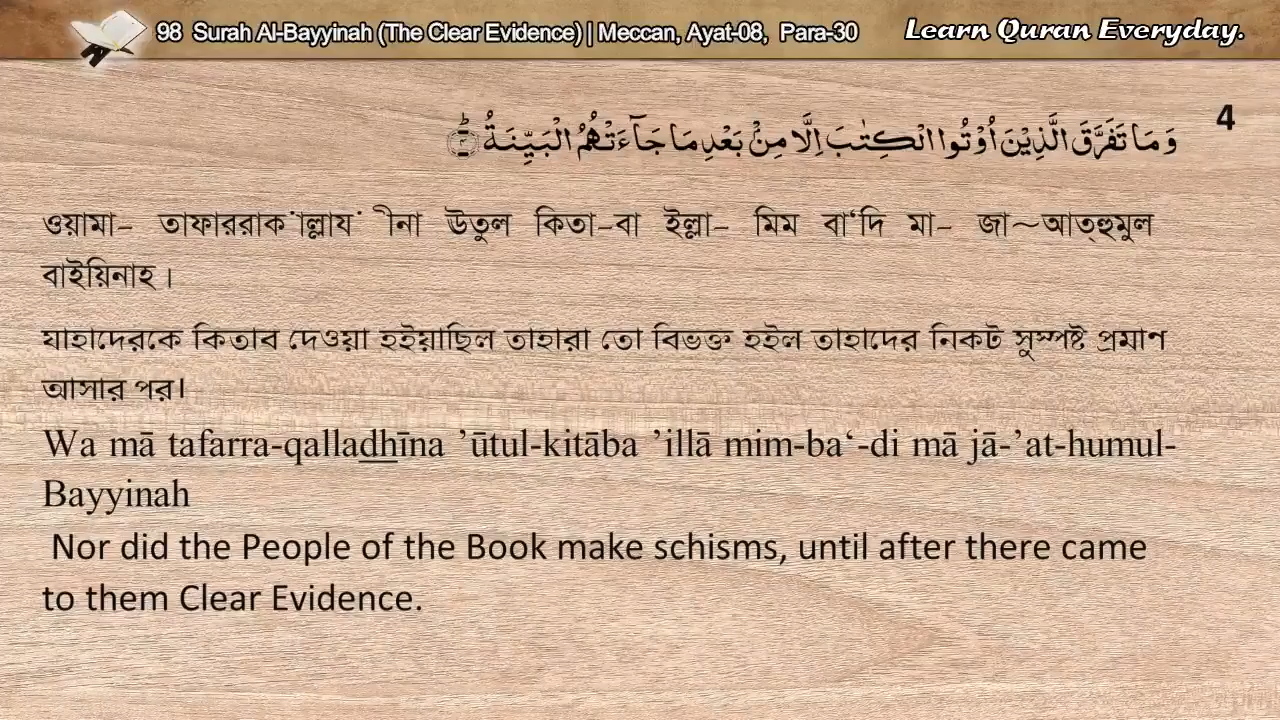 98 Surah Al-Bayyinah (The Clear Evidence) | Meccan, Ayat-08, Para-30
Learn Quran Everyday.
4
وَمَا تَفَرَّقَ الَّذِيْنَ اُوْتُوا الْكِتٰبَ اِلَّا مِنْۢ بَعْدِ مَا جَآءَتْهُمُ الْبَيِّنَةُ ؕ ۴
ওয়ামা– তাফাররাক ̇াল্লায ̇ ীনা ঊতুল কিতা–বা ইল্লা– মিম বা‘দি মা– জা~আত্হুমুল
বাইয়িনাহ।
যাহাদেরকে কিতাব দেওয়া হইয়াছিল তাহারা তো বিভক্ত হইল তাহাদের নিকট সুস্পষ্ট প্রমাণ
আসার পর।
Wa mā tafarra-qalladhīna ’ūtul-kitāba ’illā mim-ba‘-di mā jā-’at-humul-
Bayyinah
Nor did the People of the Book make schisms, until after there came
to them Clear Evidence.